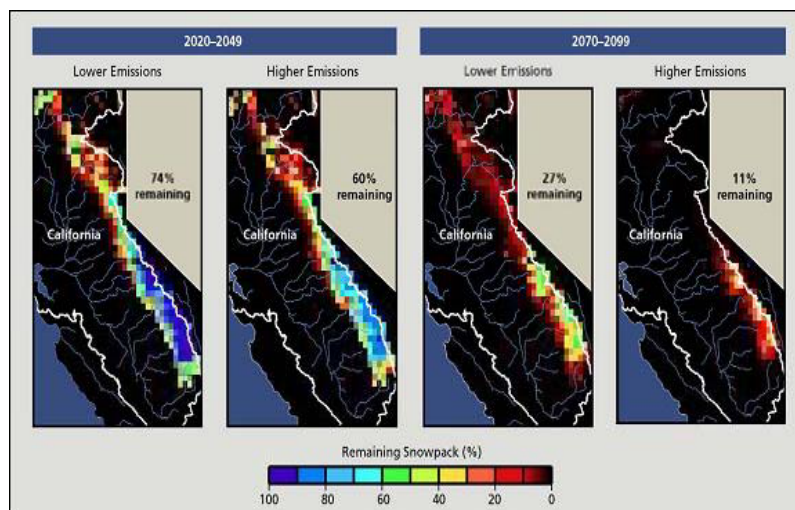 2020–2049
2070–2099
Lower Emissions
Higher Emissions
Lower Emissions
Higher Emissions
74%
remaining
60%
remaining
27%
remaining
11%
remaining
California
California
California
California
Remaining Snowpack (%)
100
80
60
40
20
0